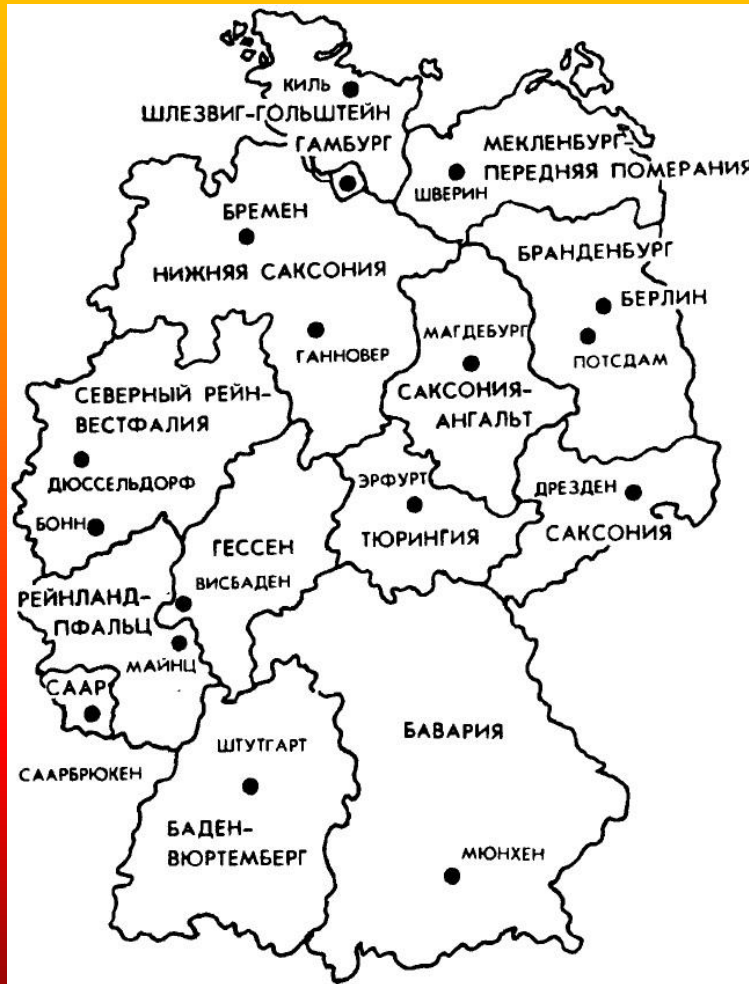 КИЛЬ
ШЛЕЗВИГ-ГОЛЬШТЕЙН
ГАМБУРГ
МЕКЛЕНБУРГ-
ПЕРЕДНЯЯ ПОМЕРАНИЯ
ШВЕРИН
БРЕМЕН
НИЖНЯЯ САКСОНИЯ
БРАНДЕНБУРГ
БЕРЛИН
ПОТСДАМ
ГАННОВЕР
МАГДЕБУРГ
САКСОНИЯ-
АНГАЛЬТ
СЕВЕРНЫЙ РЕЙН-
ВЕСТФАЛИЯ
ДЮССЕЛЬДОРФ
БОНН
ЭРФУРТ
ТЮРИНГИЯ
ДРЕЗДЕН
САКСОНИЯ
ГЕССЕН
ВИСБАДЕН
РЕЙНЛАНД-
ПФАЛЬЦ
МАЙНЦ
СААР
СААРБРЮКЕН
ШТУТГАРТ
БАДЕН-
ВЮРТЕМБЕРГ
БАВАРИЯ
МЮНХЕН